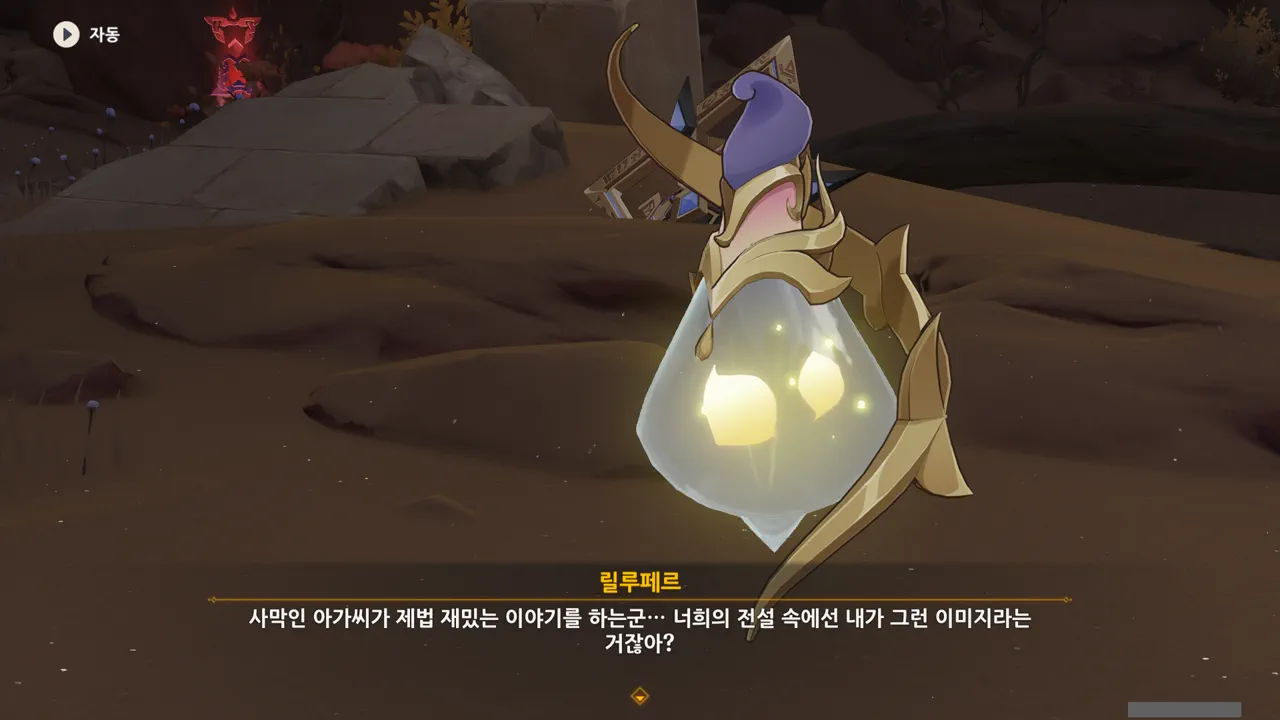 자동
릴루페르
사막인 아가씨가 제법 재밌는 이야기를 하는군… 너희의 전설 속에선 내가 그런 이미지라는
거잖아?